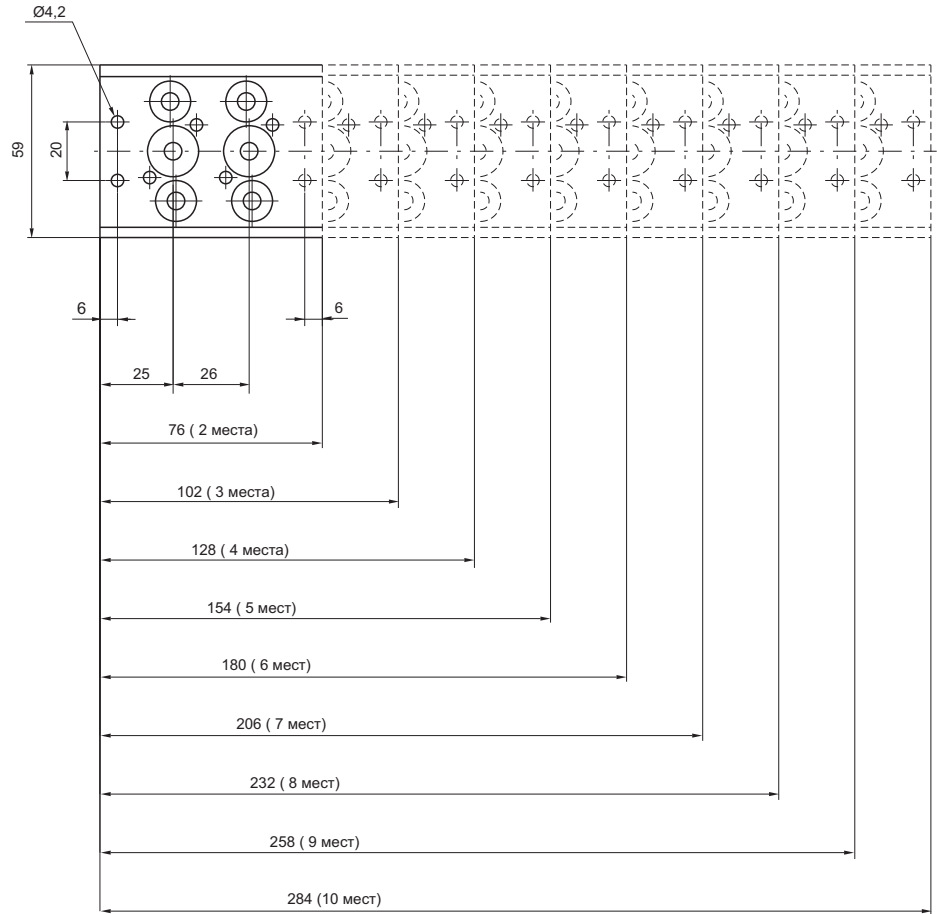 Ø4,2
59
20
6
6
25
26
76 ( 2 места)
102 ( 3 места)
128 ( 4 места)
154 ( 5 мест)
180 ( 6 мест)
206 ( 7 мест)
232 ( 8 мест)
258 ( 9 мест)
284 (10 мест)